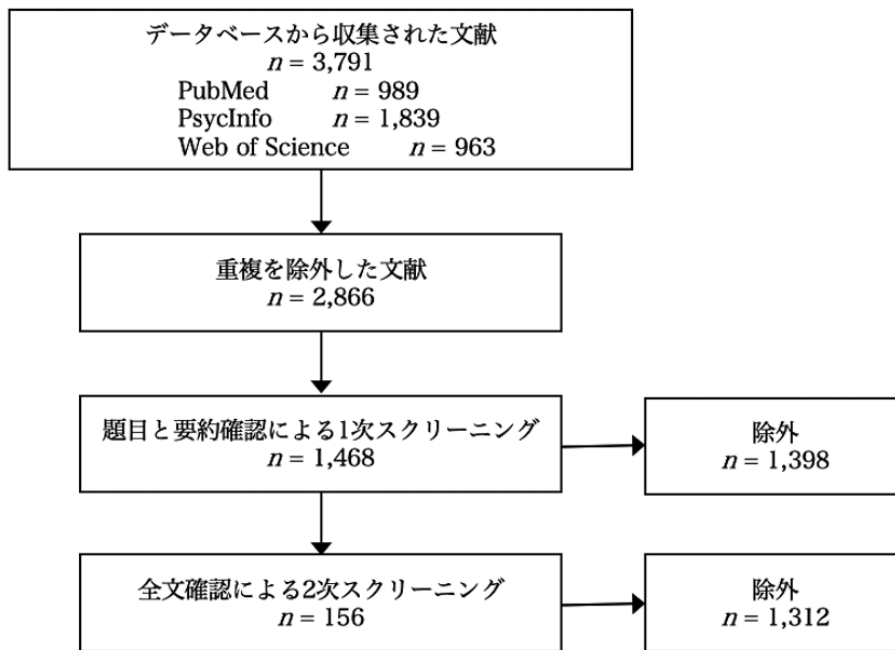 データベースから収集された文献
n = 3,791
PubMed n = 989
PsycInfo n = 1,839
Web of Science n = 963
重複を除外した文献
n = 2,866
題目と要約確認による1次スクリーニング
n = 1,468
除外
n = 1,398
全文確認による2次スクリーニング
n = 156
除外
n = 1,312